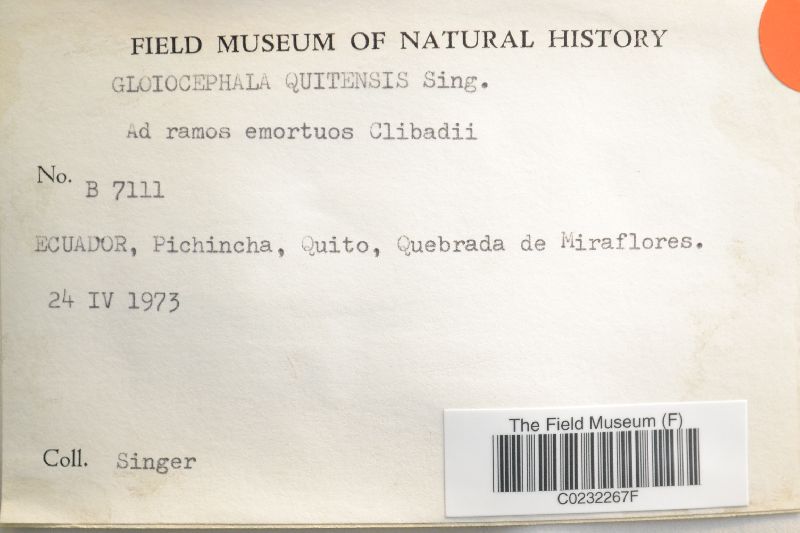 FIELD MUSEUM OF NATURAL HISTORY
GLOIOCEPHALA QUITENSIS Sing.
Ad ramos emortuos Clibadii
No. B 7111
ECUADOR, Pichincha, Quito, Quebrada de Miraflores.
24 IV 1973
Coll. Singer
The Field Museum (F)
C0232267F